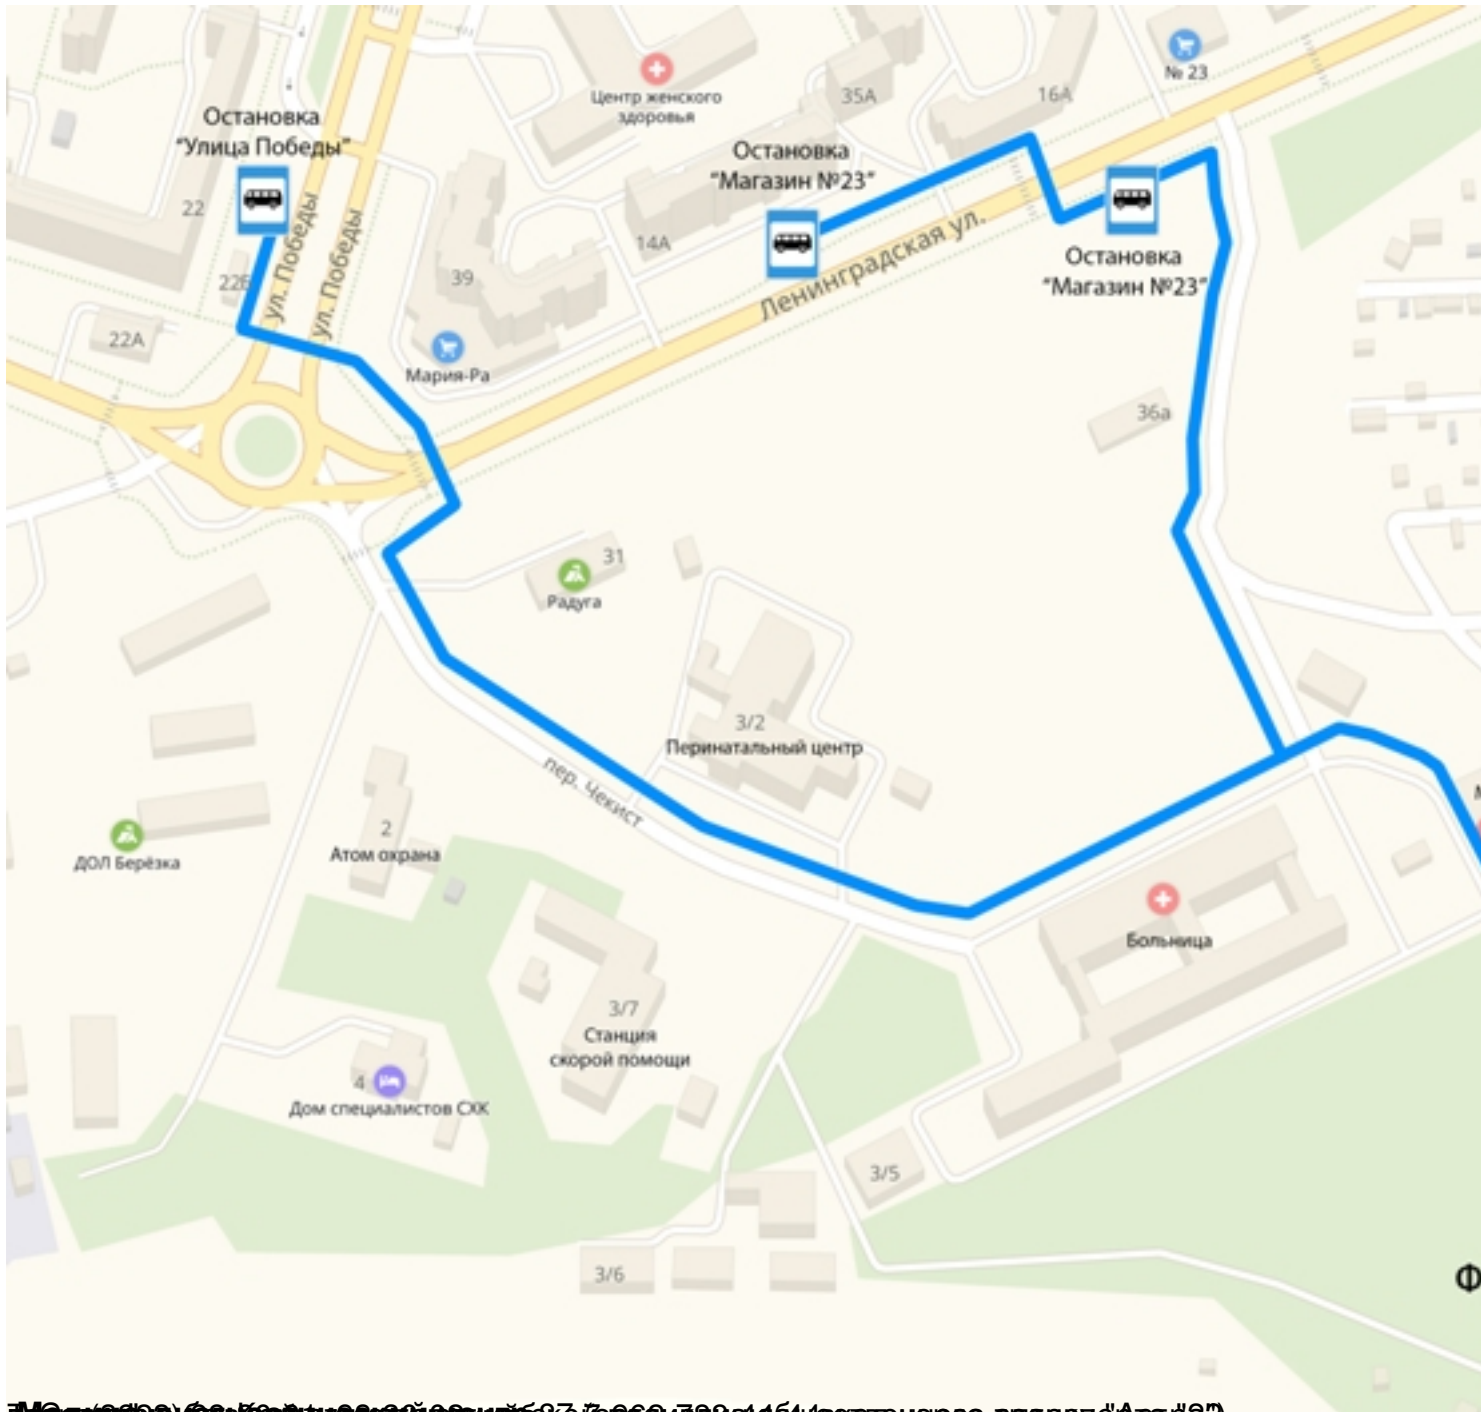 Остановка
"Улица Победы"
22
22Б
22А
ул. Победы
ул. Победы
Центр женского
здоровья
35А
16А
№ 23
Остановка
"Магазин №23"
14А
39
Мария-Ра
Ленинградская ул.
Остановка
"Магазин №23"
36а
31
Радуга
3/2
Перинатальный центр
пер. Чекист
2
Атом охрана
ДОЛ Берёзка
Больница
3/7
Станция
скорой помощи
4
Дом специалистов СХК
3/5
3/6
Ф